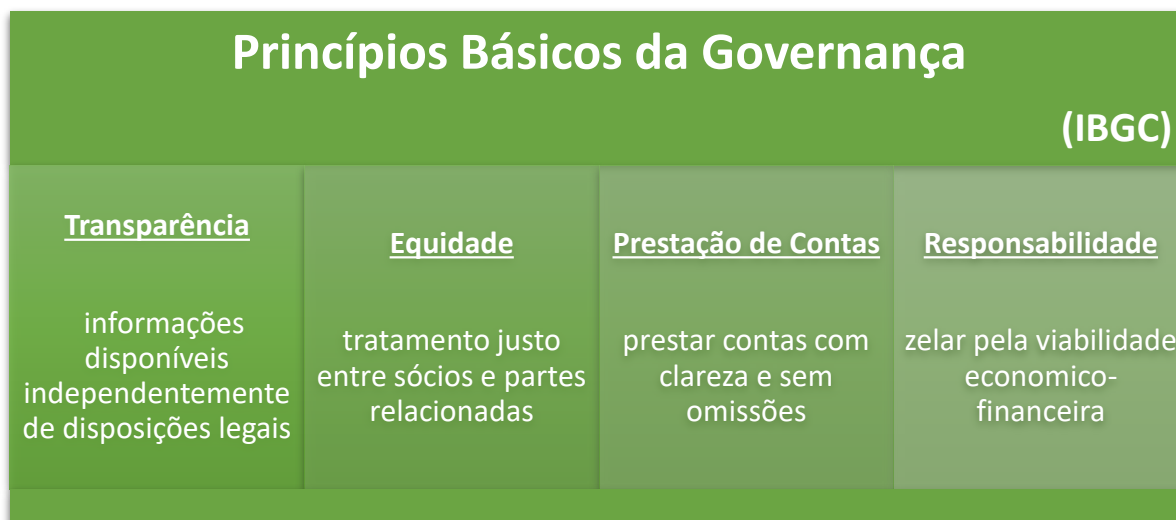 Princípios Básicos da Governança
(IBGC)
Transparência
informações
disponíveis
independentemente
de disposições legais
Equidade
tratamento justo
entre sócios e partes
relacionadas
Prestação de Contas
prestar contas com
clareza e sem
omissões
Responsabilidade
zelar pela viabilidade
economico-
financeira